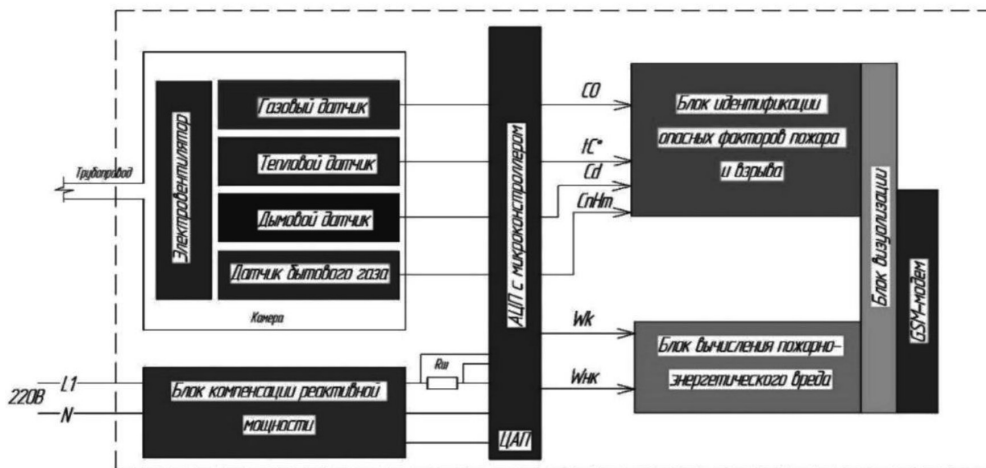 Трубопровод
Электровентилятор
Газовый датчик
Тепловой датчик
Дымовой датчик
Датчик бытового газа
Камера
220В
L1
N
Блок компенсации реактивной
мощности
Rш
АЦП с микроконтроллером
ЦАП
CO
tC°
Cd
CnHm
Wk
Wнк
Блок идентификации
опасных факторов пожара
и взрыва
Блок вычисления пожарно-
энергетического вреда
Блок визуализации
GSM-модем